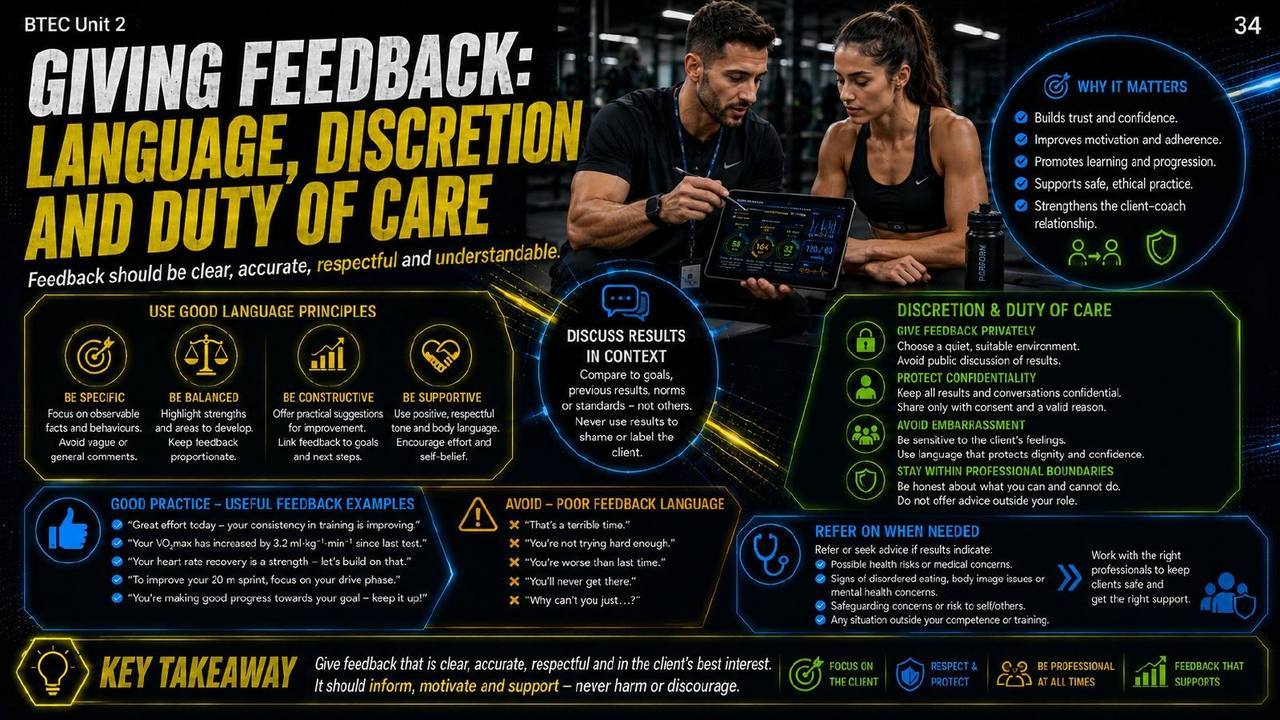 BTEC Unit 2
34
GIVING FEEDBACK:
LANGUAGE, DISCRETION
AND DUTY OF CARE
Feedback should be clear, accurate, respectful and understandable.
WHY IT MATTERS
Builds trust and confidence.
Improves motivation and adherence.
Promotes learning and progression.
Supports safe, ethical practice.
Strengthens the client–coach
relationship.
USE GOOD LANGUAGE PRINCIPLES
BE SPECIFIC
Focus on observable
facts and behaviours.
Avoid vague or
general comments.
BE BALANCED
Highlight strengths
and areas to develop.
Keep feedback
proportionate.
BE CONSTRUCTIVE
Offer practical suggestions
for improvement.
Link feedback to goals
and next steps.
BE SUPPORTIVE
Use positive, respectful
tone and body language.
Encourage effort and
self-belief.
DISCUSS RESULTS
IN CONTEXT
Compare to goals,
previous results, norms
or standards – not others.
Never use results to
shame or label the
client.
DISCRETION & DUTY OF CARE
GIVE FEEDBACK PRIVATELY
Choose a quiet, suitable environment.
Avoid public discussion of results.
PROTECT CONFIDENTIALITY
Keep all results and conversations confidential.
Share only with consent and a valid reason.
AVOID EMBARRASSMENT
Be sensitive to the client's feelings.
Use language that protects dignity and confidence.
STAY WITHIN PROFESSIONAL BOUNDARIES
Be honest about what you can and cannot do.
Do not offer advice outside your role.
GOOD PRACTICE – USEFUL FEEDBACK EXAMPLES
"Great effort today – your consistency in training is improving."
"Your VO₂max has increased by 3.2 ml·kg⁻¹·min⁻¹ since last test."
"Your heart rate recovery is a strength – let's build on that."
"To improve your 20 m sprint, focus on your drive phase."
"You're making good progress towards your goal – keep it up!"
AVOID – POOR FEEDBACK LANGUAGE
"That's a terrible time."
"You're not trying hard enough."
"You're worse than last time."
"You'll never get there."
"Why can't you just...?"
REFER ON WHEN NEEDED
Refer or seek advice if results indicate:
Possible health risks or medical concerns.
Signs of disordered eating, body image issues or
mental health concerns.
Safeguarding concerns or risk to self/others.
Any situation outside your competence or training.
Work with the right
professionals to keep
clients safe and
get the right support.
KEY TAKEAWAY
Give feedback that is clear, accurate, respectful and in the client's best interest.
It should inform, motivate and support – never harm or discourage.
FOCUS ON
THE CLIENT
RESPECT &
PROTECT
BE PROFESSIONAL
AT ALL TIMES
FEEDBACK THAT
SUPPORTS